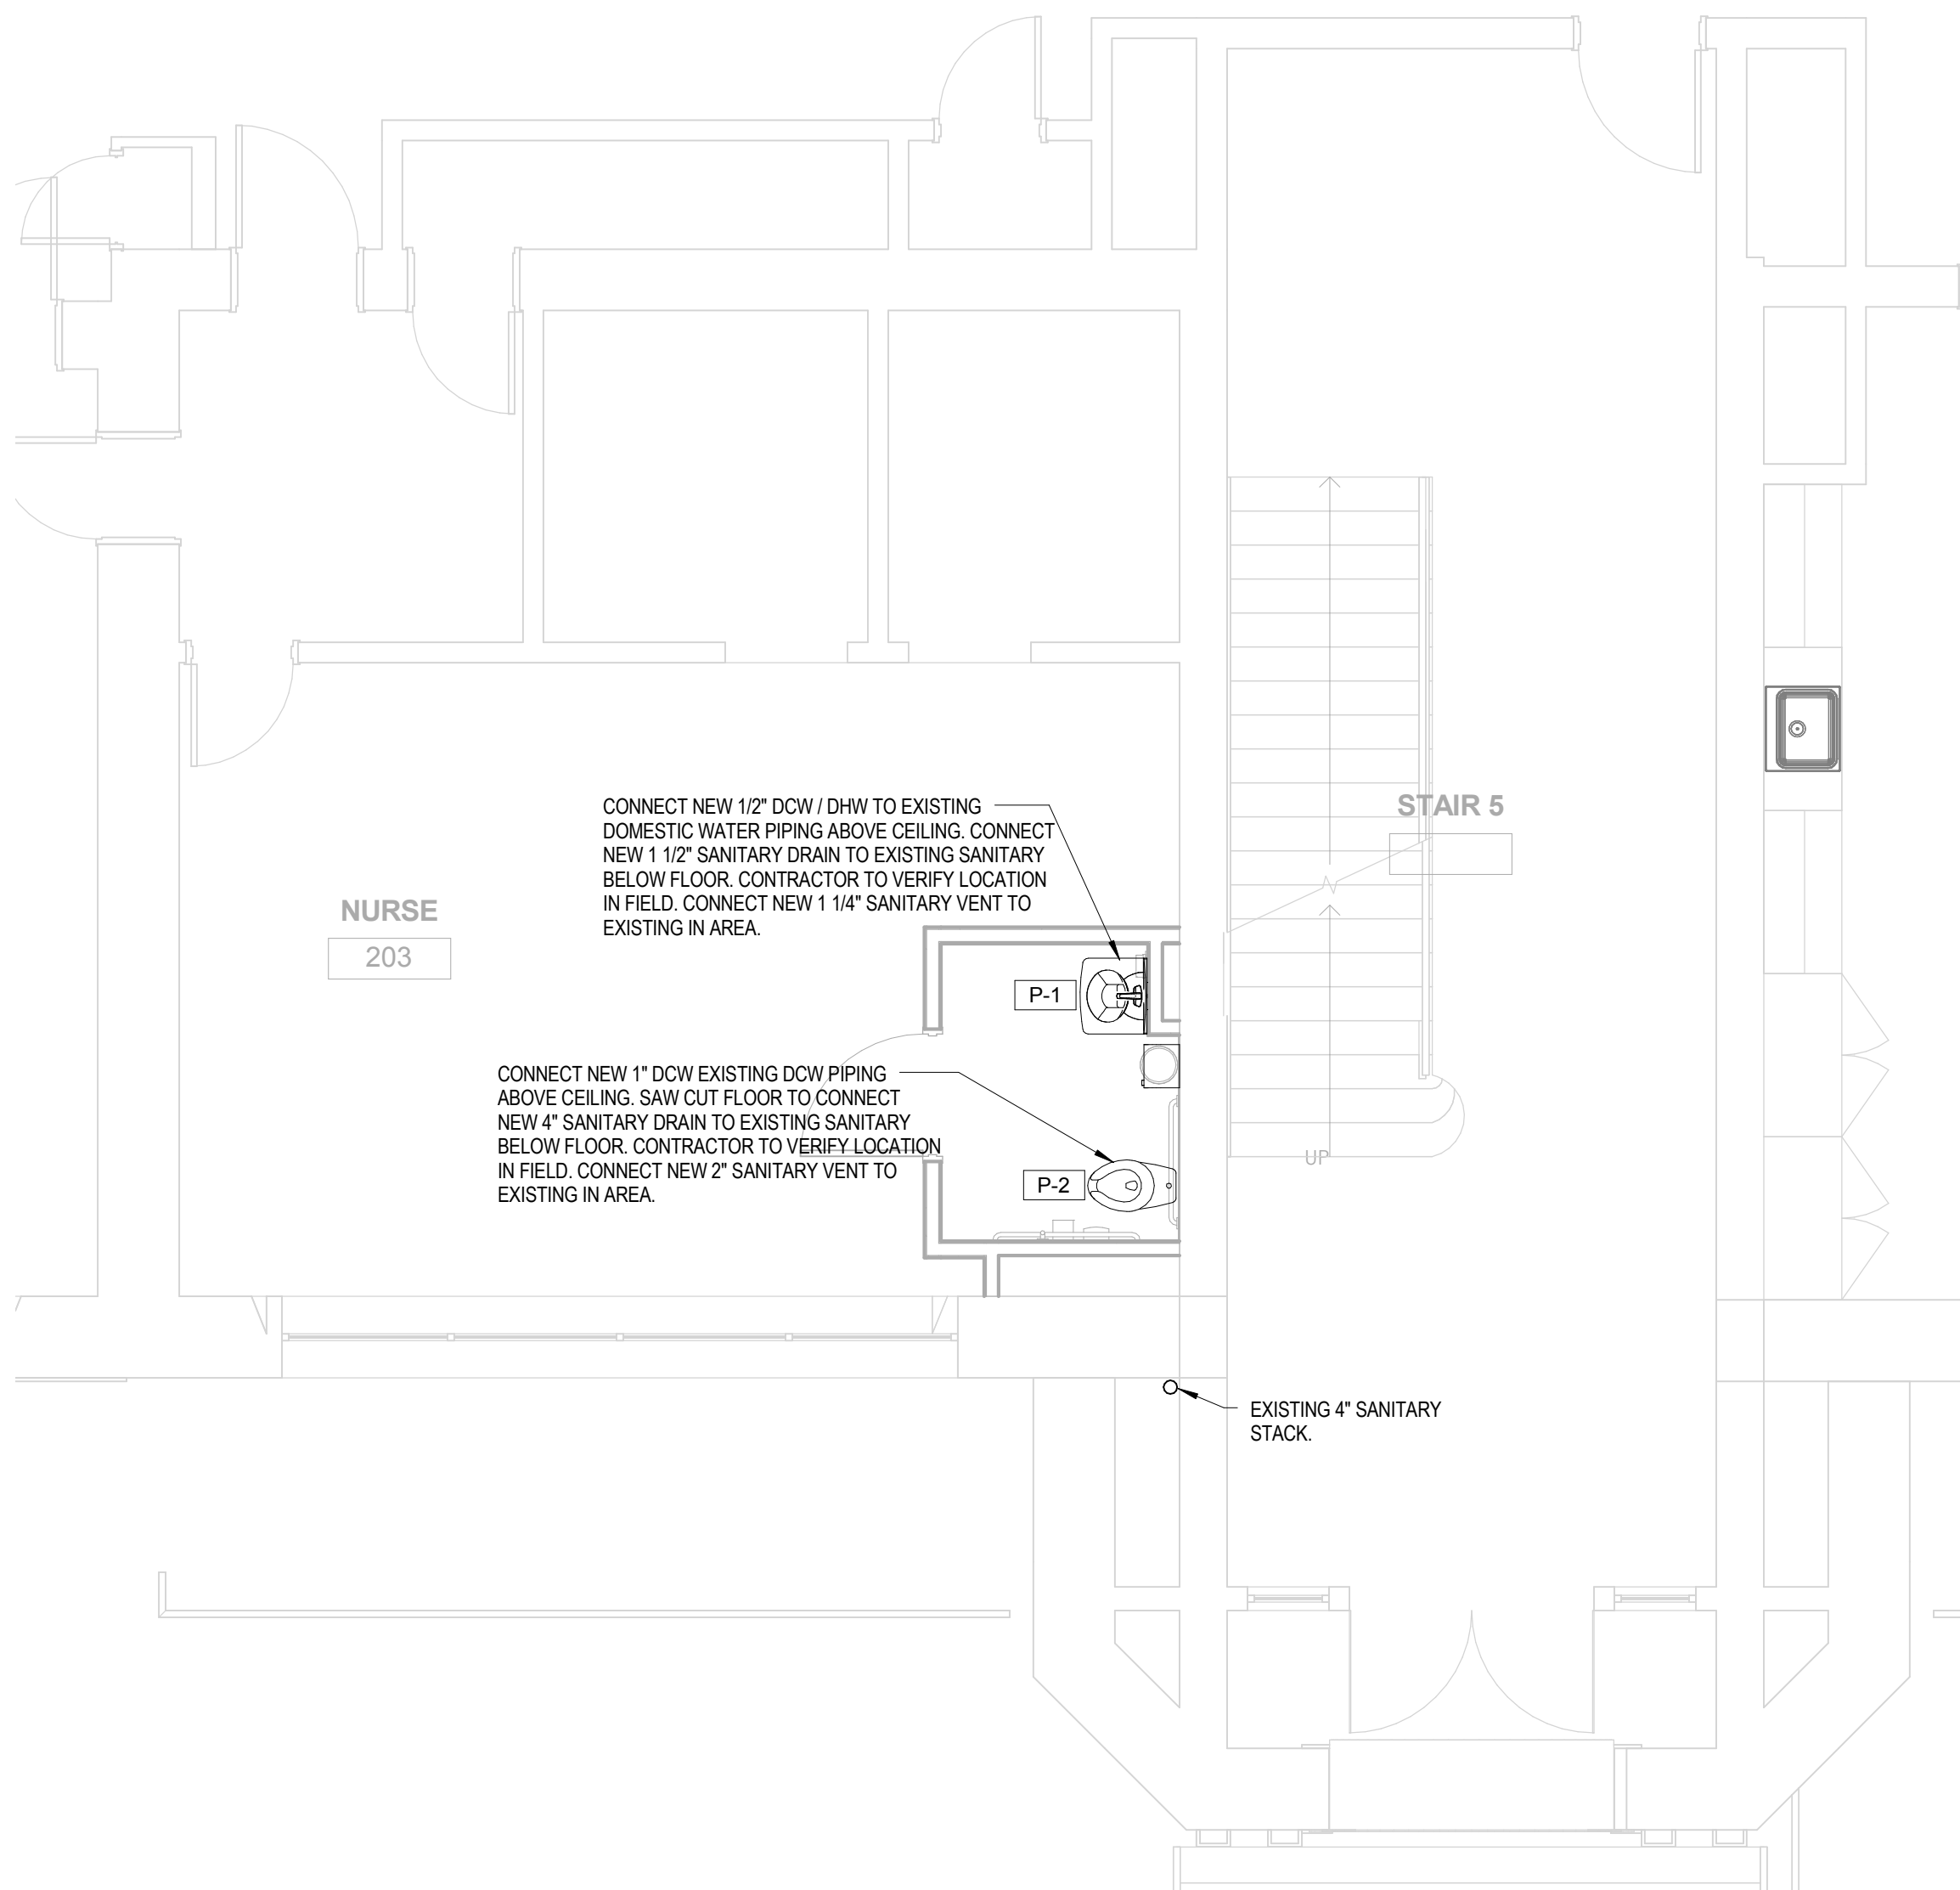 CONNECT NEW 1/2" DCW / DHW TO EXISTING
DOMESTIC WATER PIPING ABOVE CEILING. CONNECT
NEW 1 1/2" SANITARY DRAIN TO EXISTING SANITARY
BELOW FLOOR. CONTRACTOR TO VERIFY LOCATION
IN FIELD. CONNECT NEW 1 1/4" SANITARY VENT TO
EXISTING IN AREA.
STAIR 5
NURSE
203
P-1
CONNECT NEW 1" DCW EXISTING DCW PIPING
ABOVE CEILING. SAW CUT FLOOR TO CONNECT
NEW 4" SANITARY DRAIN TO EXISTING SANITARY
BELOW FLOOR. CONTRACTOR TO VERIFY LOCATION
IN FIELD. CONNECT NEW 2" SANITARY VENT TO
EXISTING IN AREA.
P-2
UP
EXISTING 4" SANITARY
STACK.